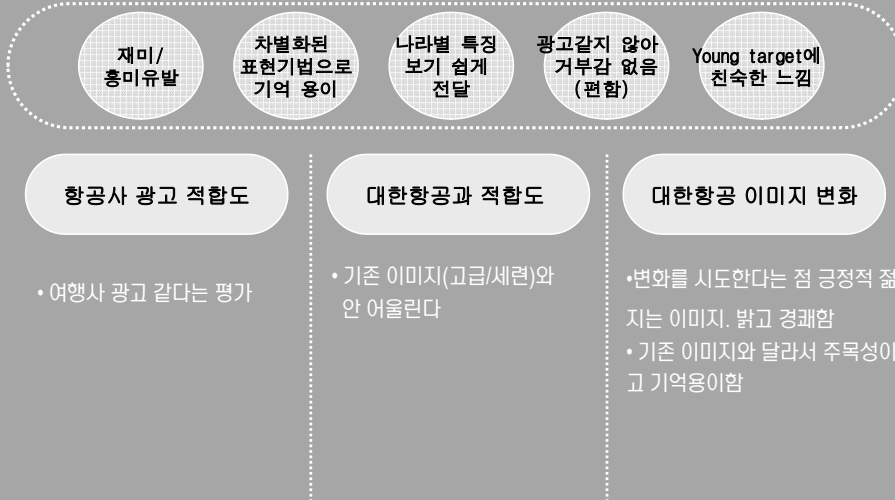 재미/
흥미유발
차별화된
표현기법으로
기억 용이
나라별 특징
보기 쉽게
전달
광고같지 않아
거부감 없음
(편함)
Young target에
친숙한 느낌
항공사 광고 적합도
대한항공과 적합도
대한항공 이미지 변화
• 여행사 광고 같다는 평가
• 기존 이미지(고급/세련)와
안 어울린다
•변화를 시도한다는 점 긍정적 젊
지는 이미지. 밝고 경쾌함
• 기존 이미지와 달라서 주목성이
고 기억용이함